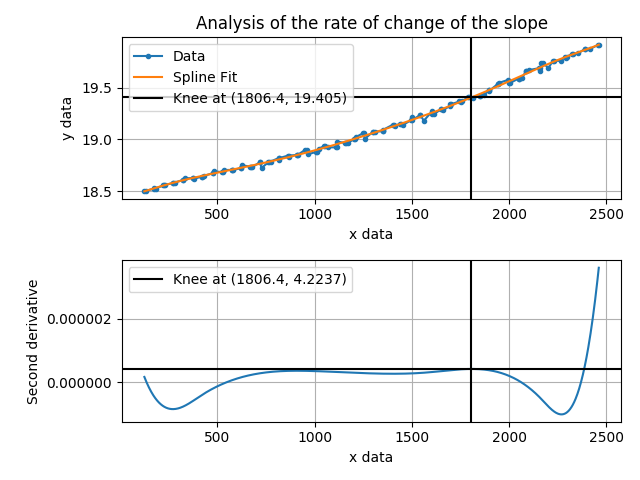 Analysis of the rate of change of the slope
Data
Spline Fit
Knee at (1806.4, 19.405)
y data
19.5
19.0
18.5
500 1000 1500 2000 2500
x data
Knee at (1806.4, 4.2237)
Second derivative
0.000002
0.000000
500 1000 1500 2000 2500
x data